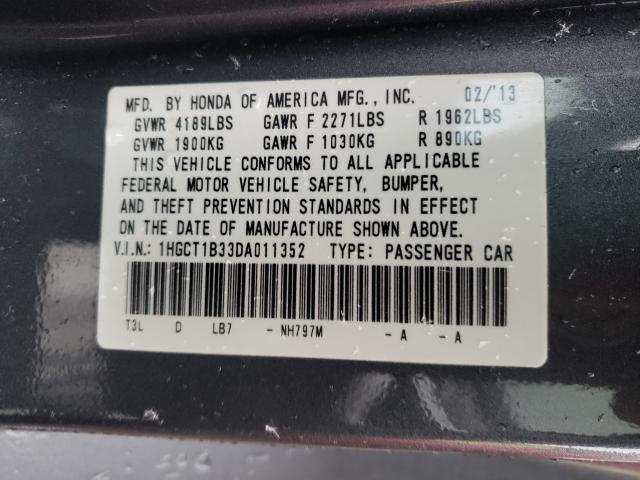 MFD. BY HONDA OF AMERICA MFG., INC. 02/'13
GVWR 4189LBS GAWR F 2271LBS R 1962LBS
GVWR 1900KG GAWR F 1030KG R 890KG
THIS VEHICLE CONFORMS TO ALL APPLICABLE
FEDERAL MOTOR VEHICLE SAFETY, BUMPER,
AND THEFT PREVENTION STANDARDS IN EFFECT
ON THE DATE OF MANUFACTURE SHOWN ABOVE.
V.I.N.: 1HGCT1B33DA011352 TYPE: PASSENGER CAR
T3L D LB7 - NH797M - A - A